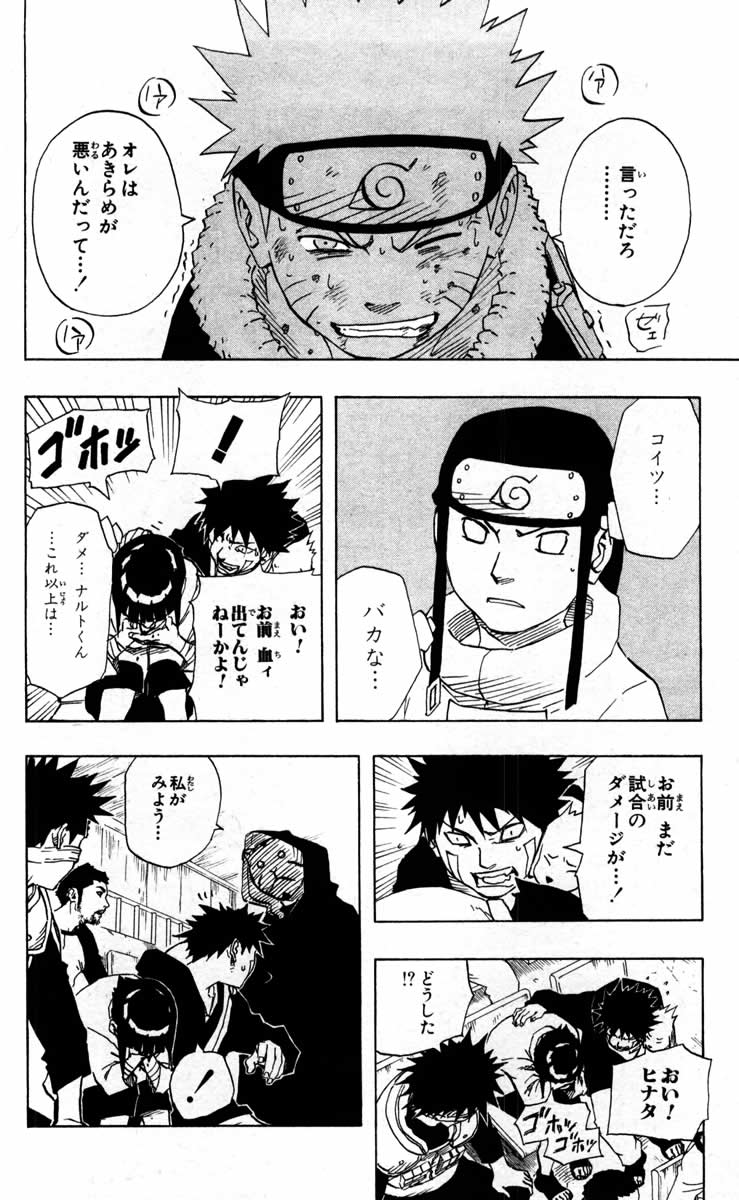 言っただろ
………
ゼェ
ハァ
ハァ
オレは
あきらめが
悪いんだって…!
ハァ
コイツ…
バカな…
!
ゴホッ
おい!
お前 血ィ
出てんじゃ
ねーかよ!
ダメ…ナルトくん
…これ以上は…
お前 まだ
試合の
ダメージが…!
おい!
ヒナタ
どうした
!?
ゴホッ
ゴホッ
私が
みよう…
!